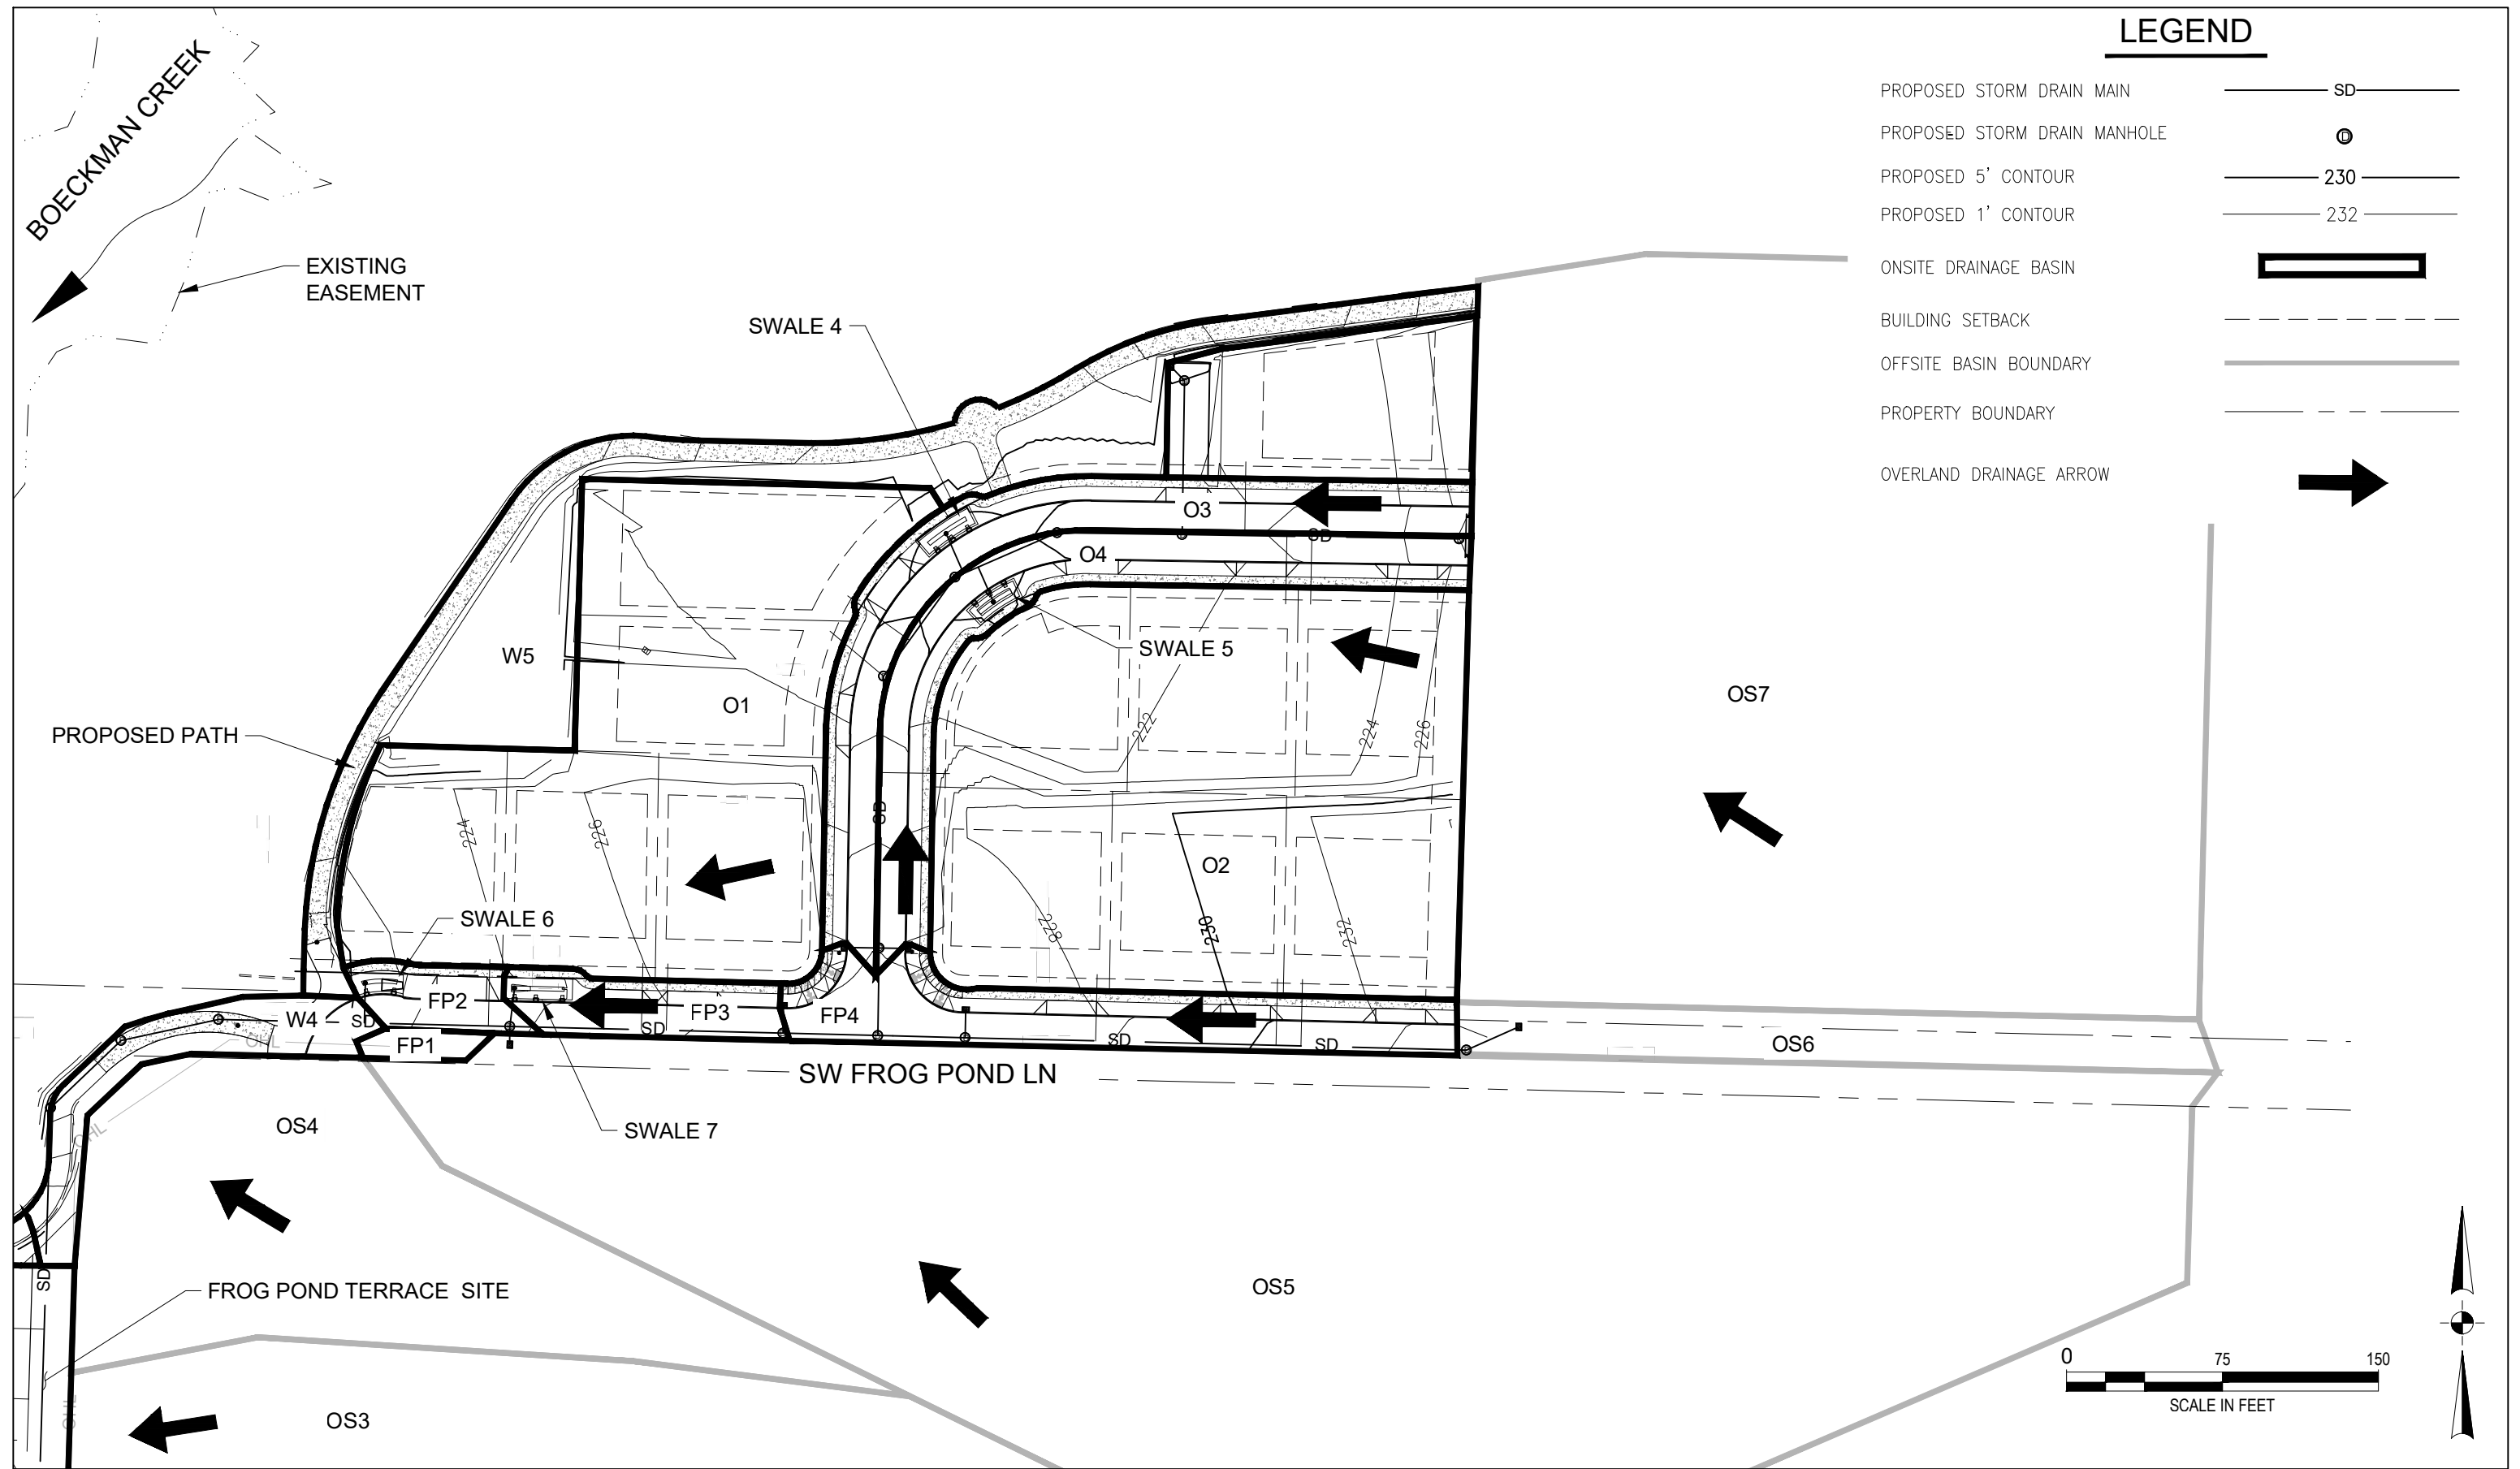 LEGEND
PROPOSED STORM DRAIN MAIN
SD
PROPOSED STORM DRAIN MANHOLE
D
PROPOSED 5' CONTOUR
230
PROPOSED 1' CONTOUR
232
ONSITE DRAINAGE BASIN
BUILDING SETBACK
OFFSITE BASIN BOUNDARY
PROPERTY BOUNDARY
OVERLAND DRAINAGE ARROW
BOECKMAN CREEK
EXISTING
EASEMENT
SWALE 4
O3
SD
O4
SWALE 5
W5
O1
OS7
PROPOSED PATH
222
224
226
SD
224
226
O2
SWALE 6
228
230
232
FP2
FP3
FP4
W4
SD
SD
SD
SD
FP1
OHL
OS6
SW FROG POND LN
OS4
OHL
SWALE 7
SD
FROG POND TERRACE SITE
OS5
OHL
OS3
0
75
150
SCALE IN FEET